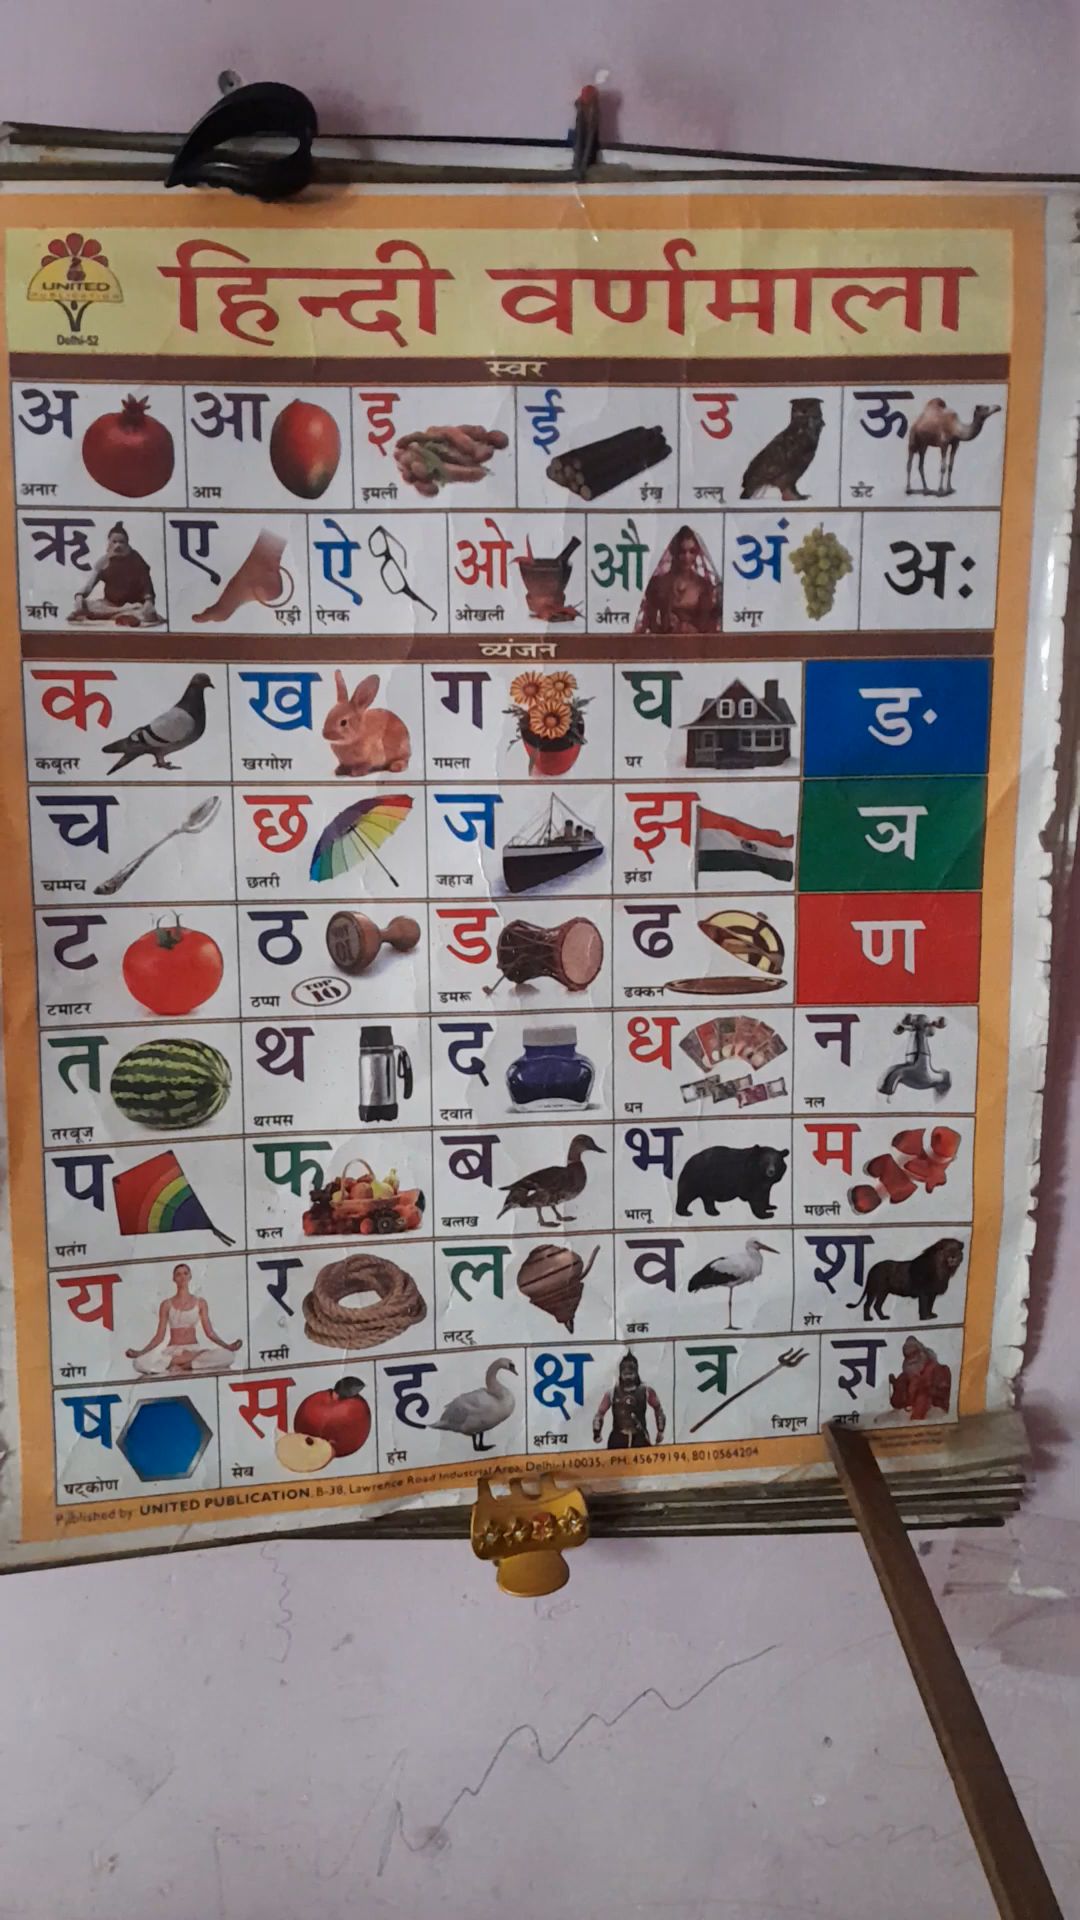 UNITED
PUBLICATION
Delhi-52
हिन्दी वर्णमाला
स्वर
अ आ इ ई उ ऊ
अनार आम इमली ईख उल्लू ऊँट
ऋ ए ऐ ओ औ अं अः
ऋषि एड़ी ऐनक ओखली औरत अंगूर
व्यंजन
क ख ग घ ङ
कबूतर खरगोश गमला घर
च छ ज झ ञ
चम्मच छतरी जहाज झंडा
ट ठ ड ढ ण
टमाटर ठप्पा TOP 10 डमरू ढक्कन
त थ द ध न
तरबूज़ थरमस दवात धन नल
प फ ब भ म
पतंग फल बत्तख भालू मछली
य र ल व श
योग रस्सी लट्टू बक शेर
ष स ह क्ष त्र ज्ञ
षट्कोण सेब हंस क्षत्रिय त्रिशूल
Published by: UNITED PUBLICATION, B-38, Lawrence Road Industrial Area, Delhi-110035, PH. 45679194, 8010564204